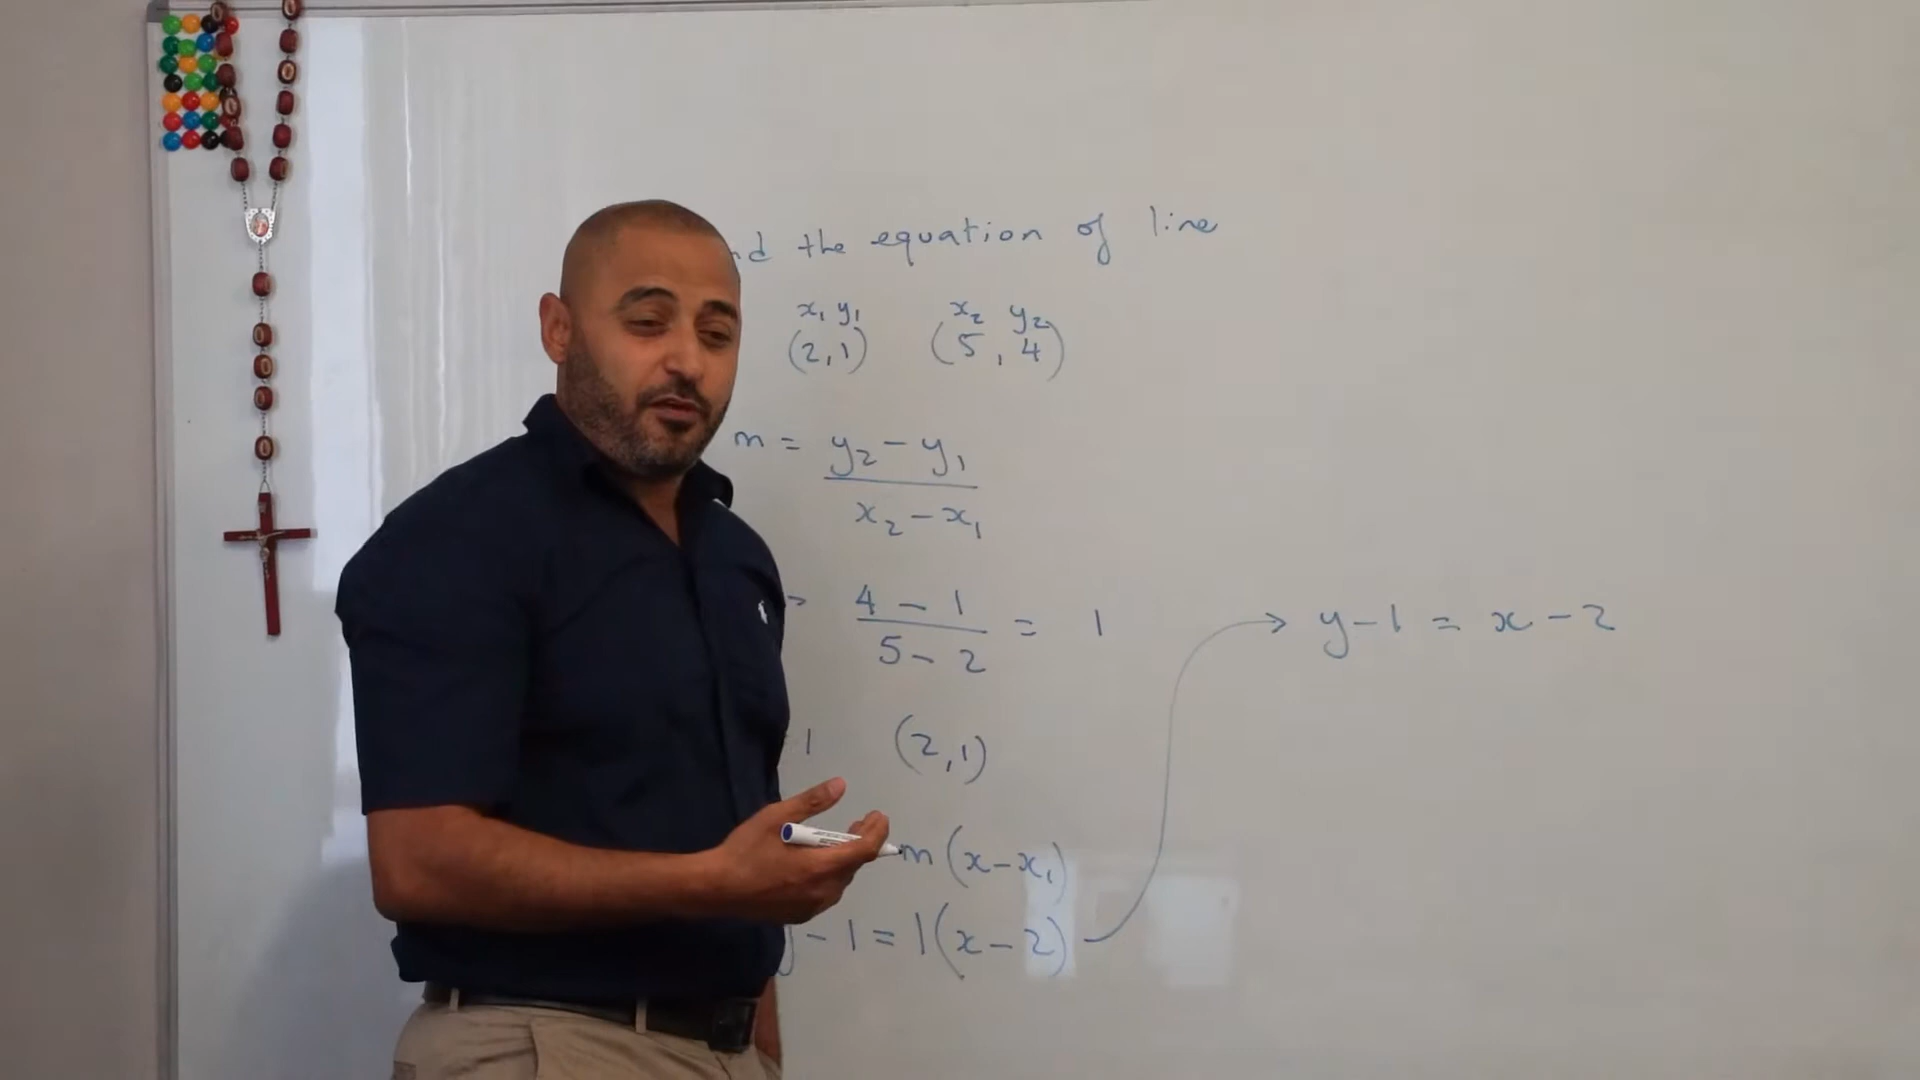 the equation of line
x₁ y₁ x₂ y₂
(2,1) (5,4)
m = y₂ - y₁
x₂ - x₁
4 - 1 = 1
5 - 2
1 (2,1)
m(x - x₁)
y - 1 = 1(x - 2)
→ y - 1 = x - 2